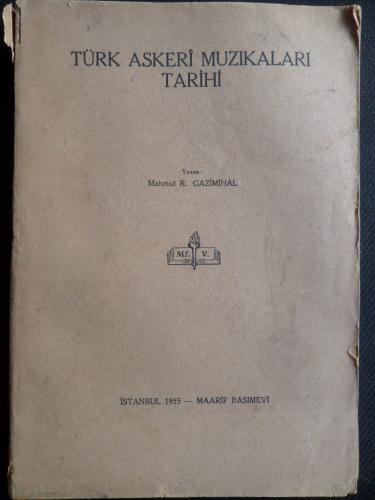 TÜRK ASKERÎ MUZIKALARI
TARİHİ
Yazan:
Mahmut R. GAZİMİHAL
Mf. V.
İSTANBUL 1955 — MAARİF BASIMEVİ